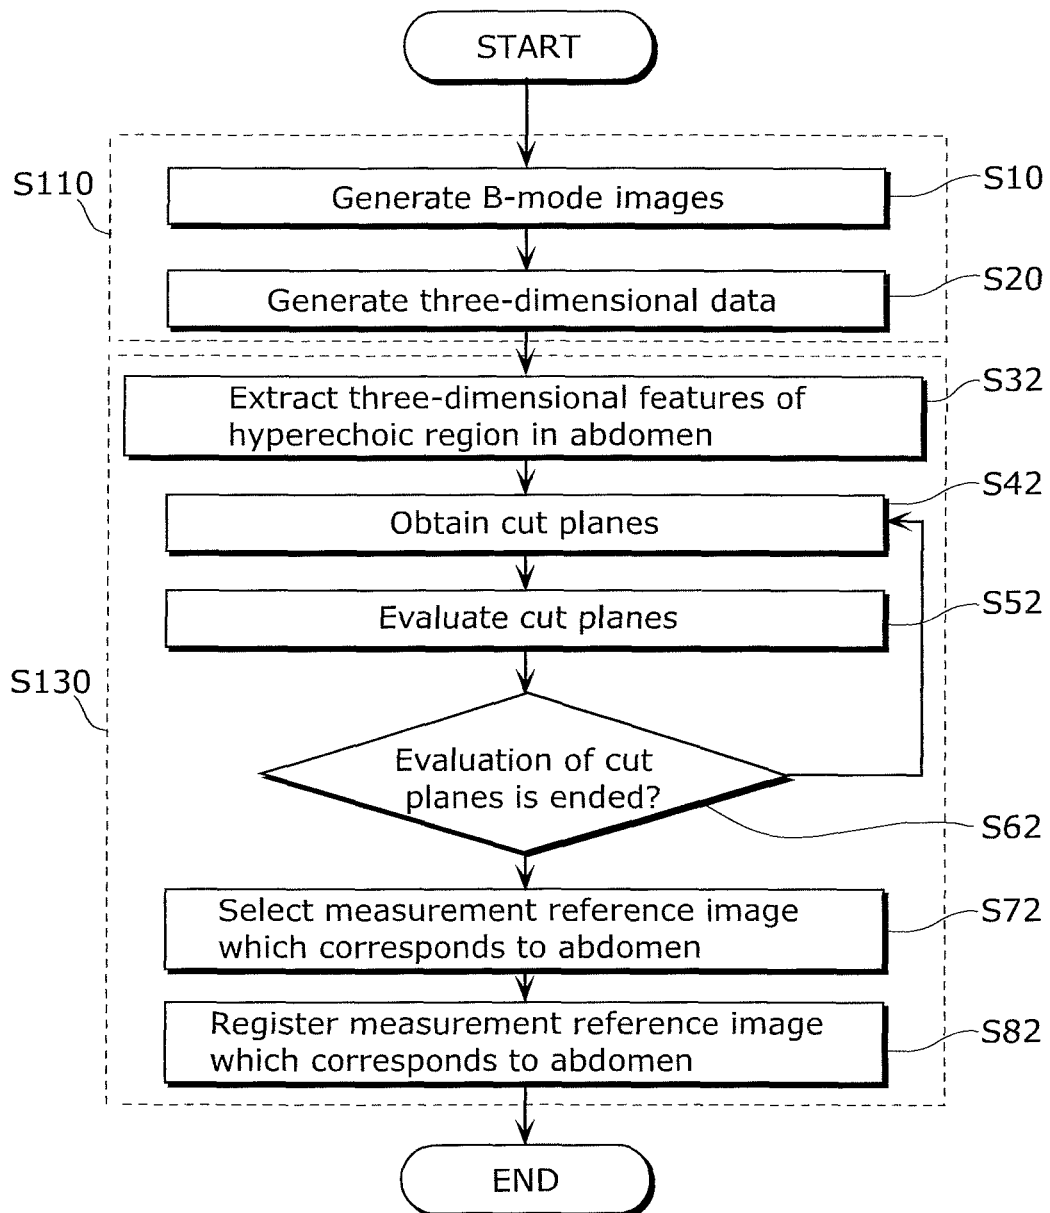 START
S110
S10
Generate B-mode images
S20
Generate three-dimensional data
S32
Extract three-dimensional features of
hyperechoic region in abdomen
S42
Obtain cut planes
S52
Evaluate cut planes
S130
Evaluation of cut
planes is ended?
S62
Select measurement reference image
which corresponds to abdomen
S72
Register measurement reference image
which corresponds to abdomen
S82
END